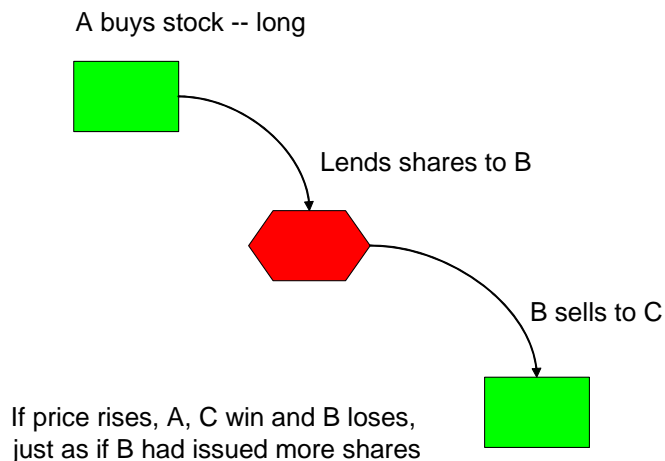 A buys stock -- long
Lends shares to B
B sells to C
If price rises, A, C win and B loses,
just as if B had issued more shares